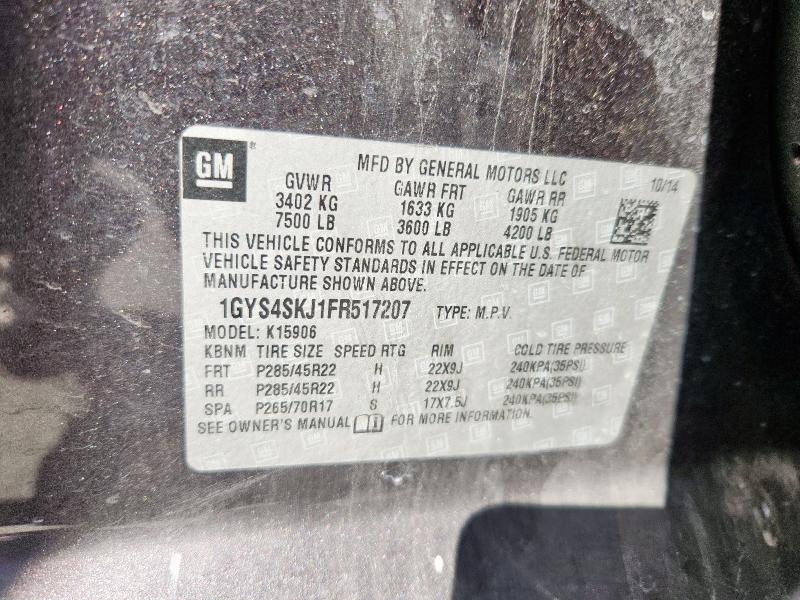 GM®
MFD BY GENERAL MOTORS LLC
10/14
GVWR GAWR FRT GAWR RR
3402 KG 1633 KG 1905 KG
7500 LB 3600 LB 4200 LB
THIS VEHICLE CONFORMS TO ALL APPLICABLE U.S. FEDERAL MOTOR
VEHICLE SAFETY STANDARDS IN EFFECT ON THE DATE OF
MANUFACTURE SHOWN ABOVE.
1GYS4SKJ1FR517207 TYPE: M.P.V.
MODEL: K15906
KBNM TIRE SIZE SPEED RTG RIM COLD TIRE PRESSURE
FRT P285/45R22 H 22X9J 240KPA(35PSI)
RR P285/45R22 H 22X9J 240KPA(35PSI)
SPA P265/70R17 S 17X7.5J 240KPA(35PSI)
SEE OWNER'S MANUAL FOR MORE INFORMATION.